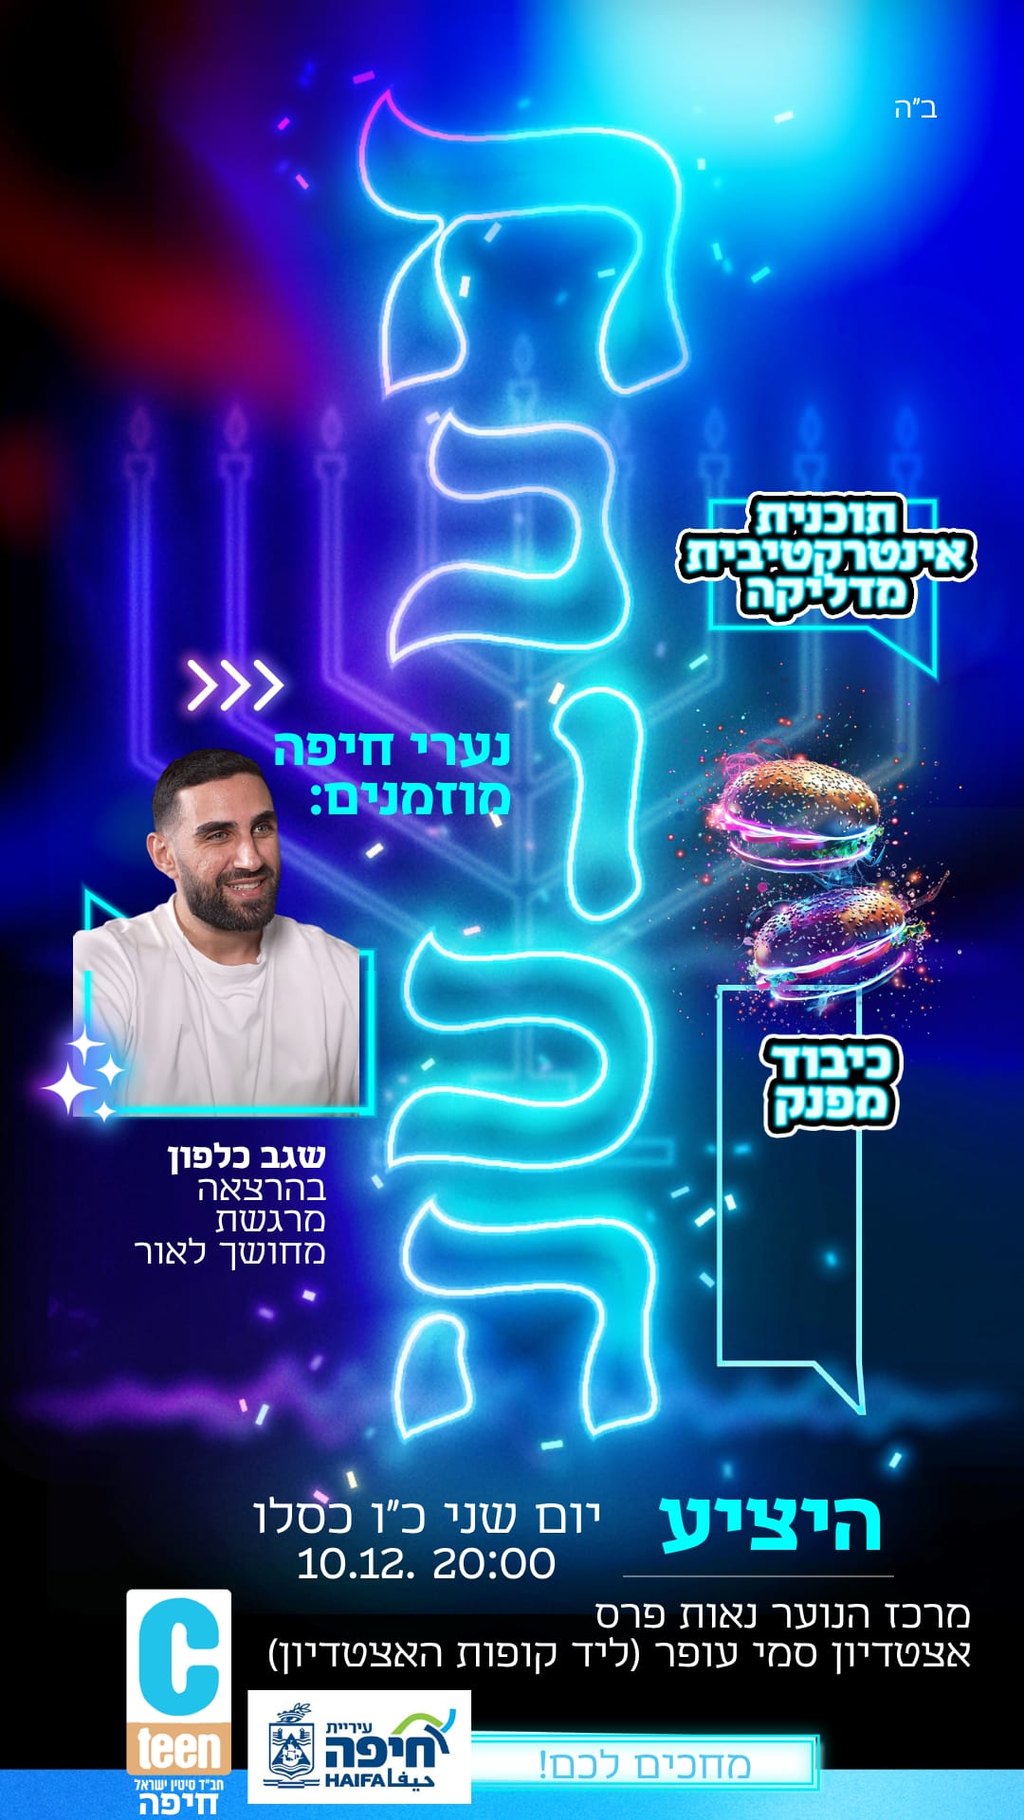 ב"ה
חנוכה
תוכנית
אינטרקטיבית
מדליקה
נערי חיפה
מוזמנים:
שגב כלפון
בהרצאה
מרגשת
מחושך לאור
כיבוד
מפנק
היציע
יום שני כ"ו כסלו
10.12. 20:00
מרכז הנוער נאות פרס
אצטדיון סמי עופר (ליד קופות האצטדיון)
C
teen
חב"ד סיטין ישראל
חיפה
עיריית
חיפה
HAIFA حيفا
מחכים לכם!